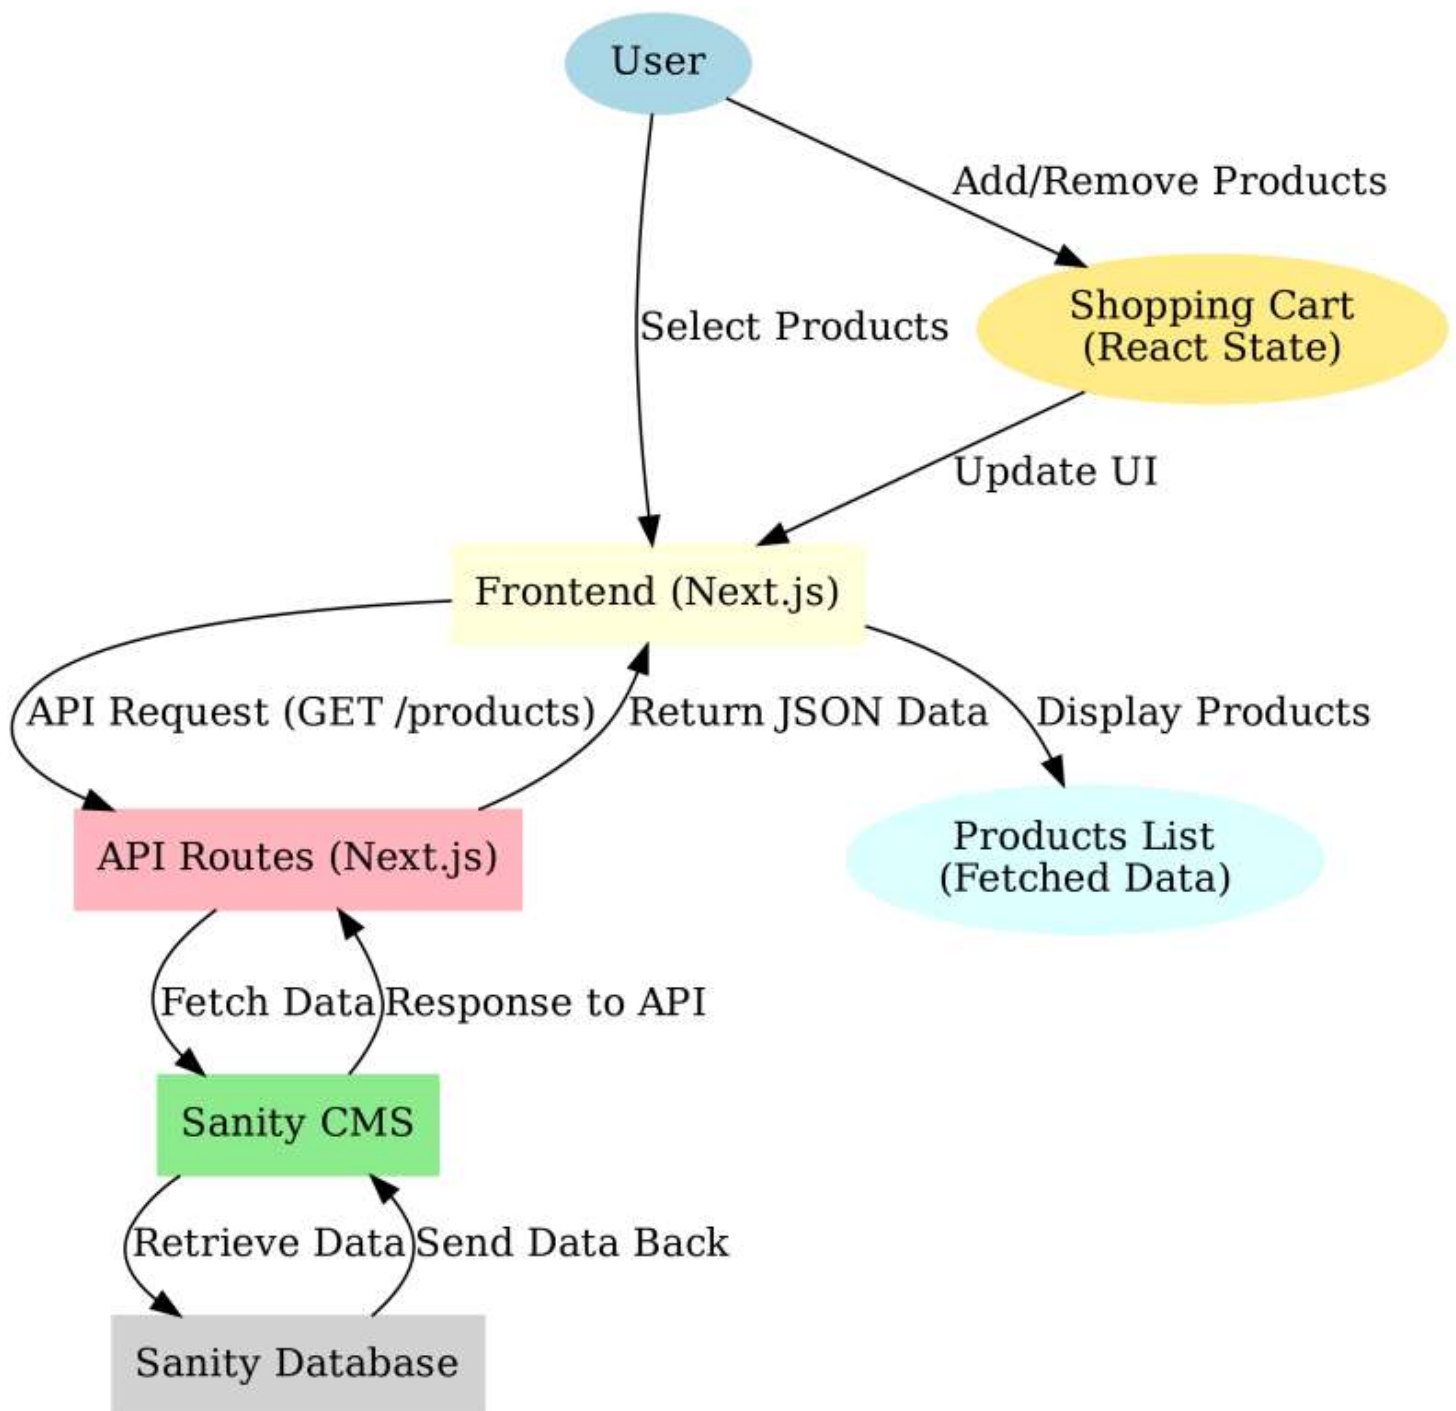 User
Add/Remove Products
Shopping Cart
(React State)
Select Products
Update UI
Frontend (Next.js)
API Request (GET /products)
Return JSON Data
Display Products
API Routes (Next.js)
Products List
(Fetched Data)
Fetch Data
Response to API
Sanity CMS
Retrieve Data
Send Data Back
Sanity Database